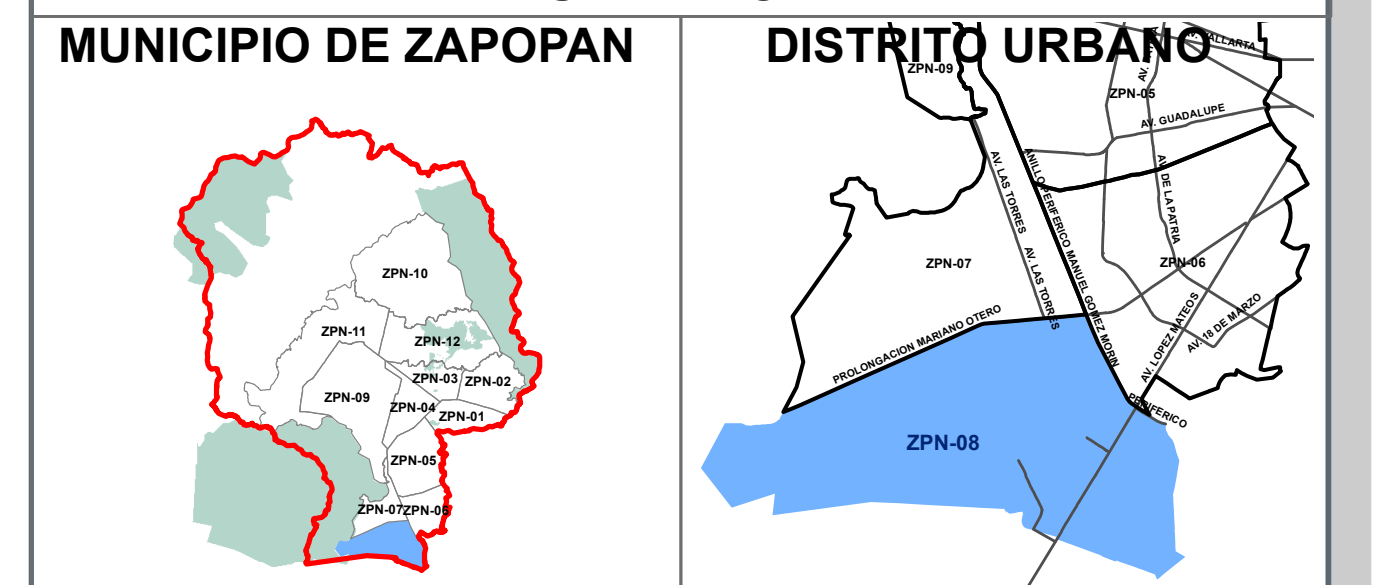 MUNICIPIO DE ZAPOPAN
ZPN-10
ZPN-11
ZPN-12
ZPN-03
ZPN-02
ZPN-09
ZPN-04
ZPN-01
ZPN-05
ZPN-07
ZPN-06
DISTRITO URBANO
VALLARTA
ZPN-09
ZPN-05
AV. GUADALUPE
AV. LAS TORRES
ANILLO PERIFERICO MANUEL GOMEZ MORIN
AV. DE LA PATRIA
ZPN-07
ZPN-06
AV. LAS TORRES
PROLONGACION MARIANO OTERO
AV. LOPEZ MATEOS
AV. 18 DE MARZO
PERIFERICO
ZPN-08